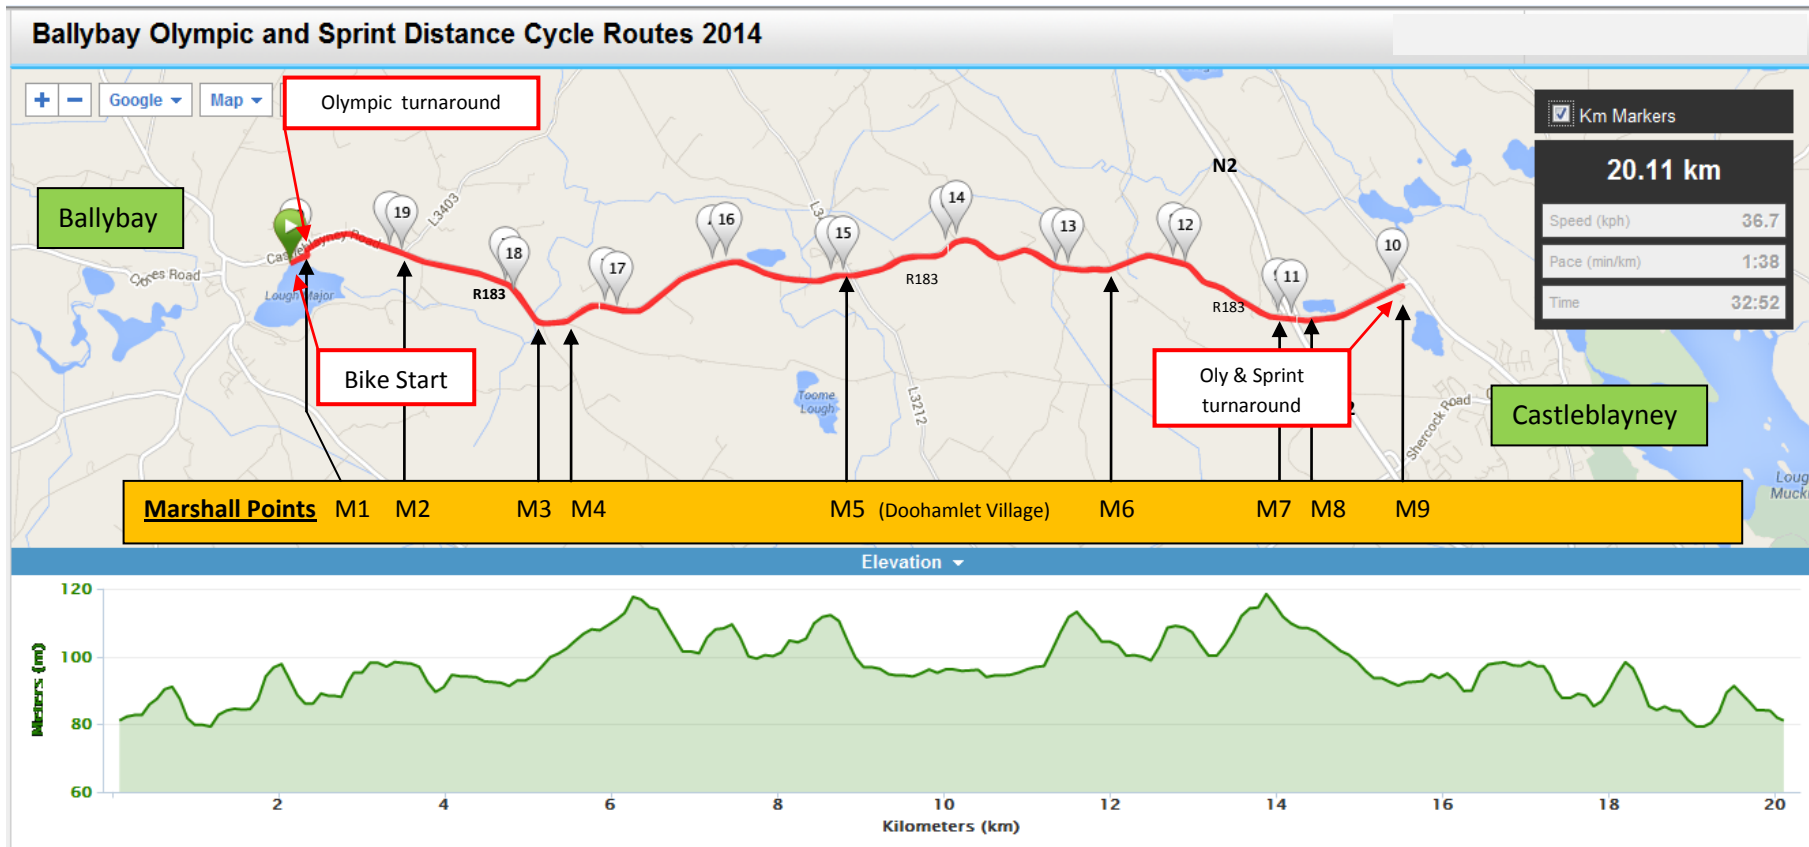 Ballybay Olympic and Sprint Distance Cycle Routes 2014
+ − Google Map
Olympic turnaround
Km Markers
20.11 km
Speed (kph) 36.7
Pace (min/km) 1:38
Time 32:52
Ballybay
N2
19
L3403
16
15
14
13
12
10
18
17
11
Road
Lough Major
R183
R183
R183
Bike Start
Toome
Lough
L3212
Oly & Sprint
turnaround
2
Shercock Road
Castleblayney
Loug
Muck
Marshall Points M1 M2 M3 M4 M5 (Doohamlet Village) M6 M7 M8 M9
Elevation
120
100
80
60
Meters (m)
2 4 6 8 10 12 14 16 18 20
Kilometers (km)